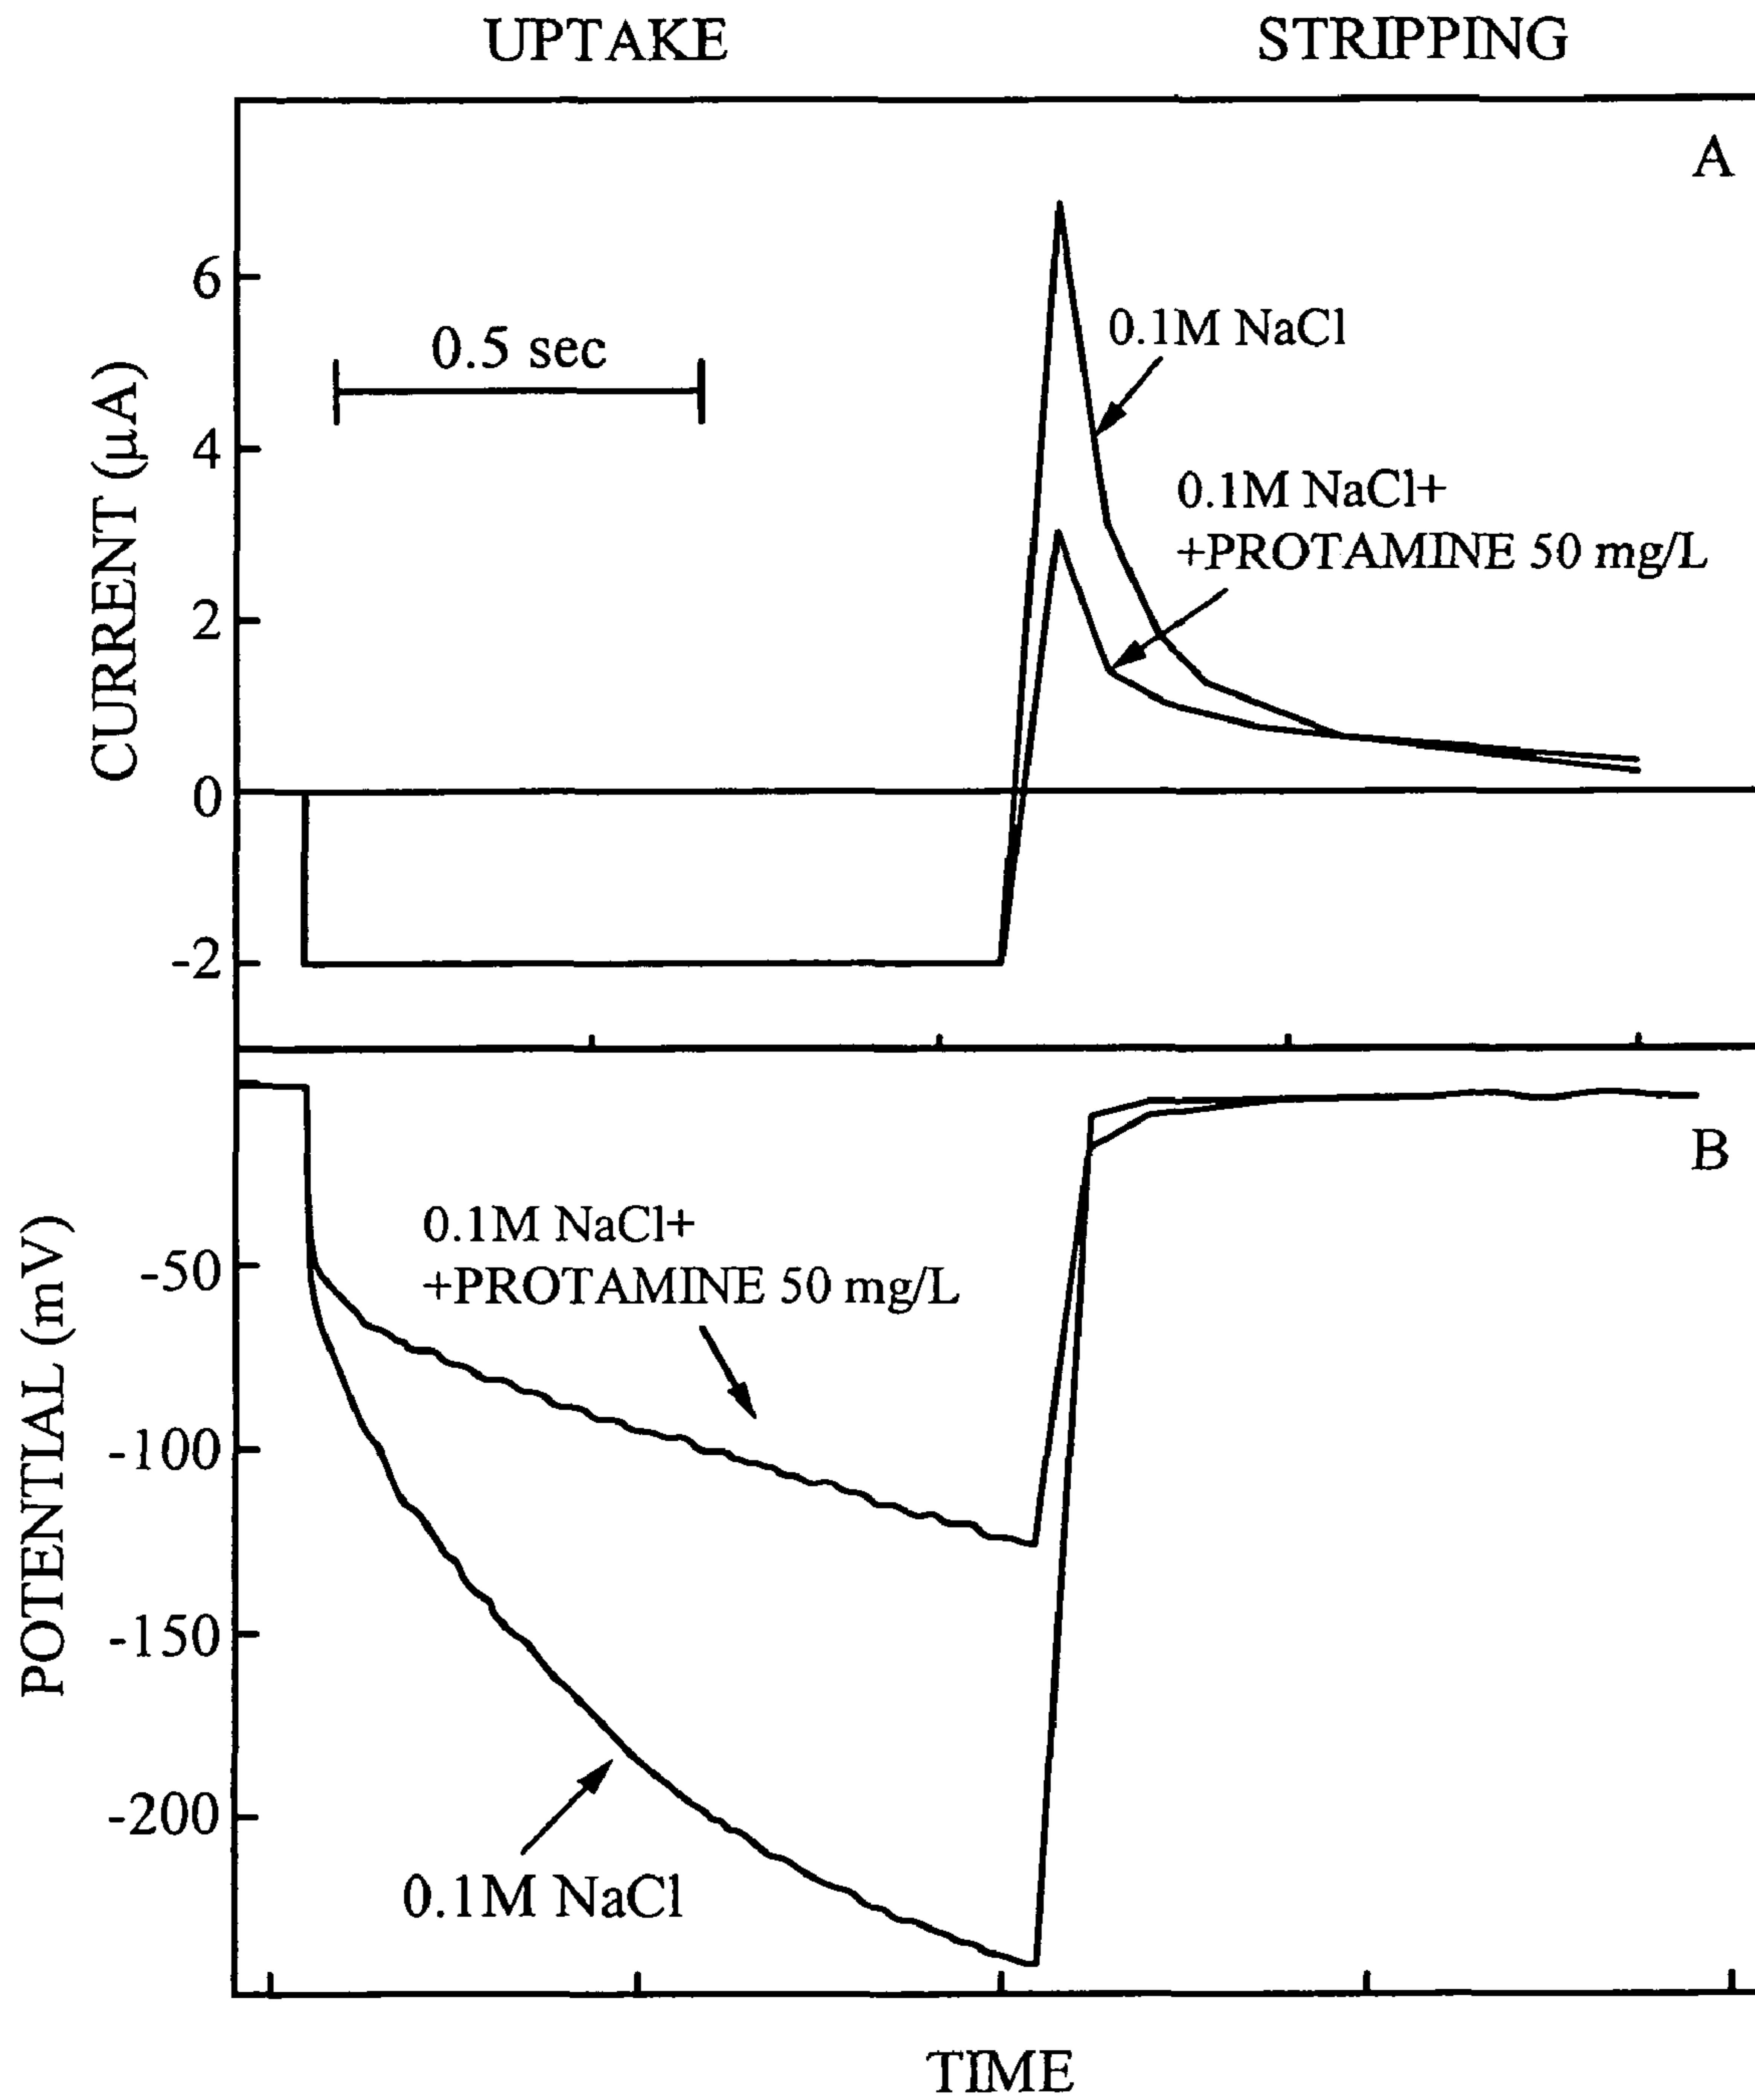 UPTAKE
STRIPPING
A
6
4
2
0
-2
CURRENT (µA)
0.5 sec
0.1M NaCl
0.1M NaCl+
+PROTAMINE 50 mg/L
B
-50
-100
-150
-200
POTENTIAL (mV)
0.1M NaCl+
+PROTAMINE 50 mg/L
0.1M NaCl
TIME